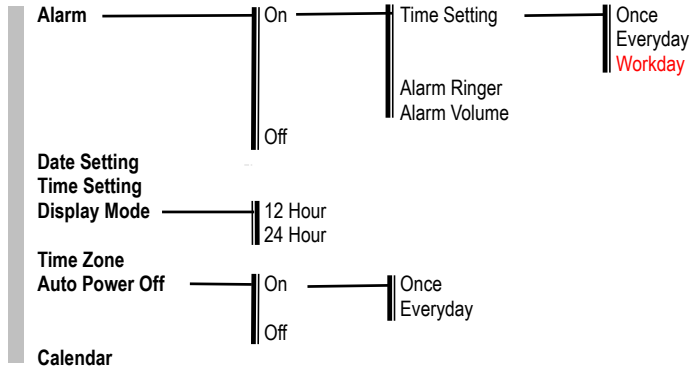 Alarm On Time Setting Once
Everyday
Workday
Alarm Ringer
Alarm Volume
Off
Date Setting
Time Setting
Display Mode 12 Hour
24 Hour
Time Zone
Auto Power Off On Once
Everyday
Off
Calendar